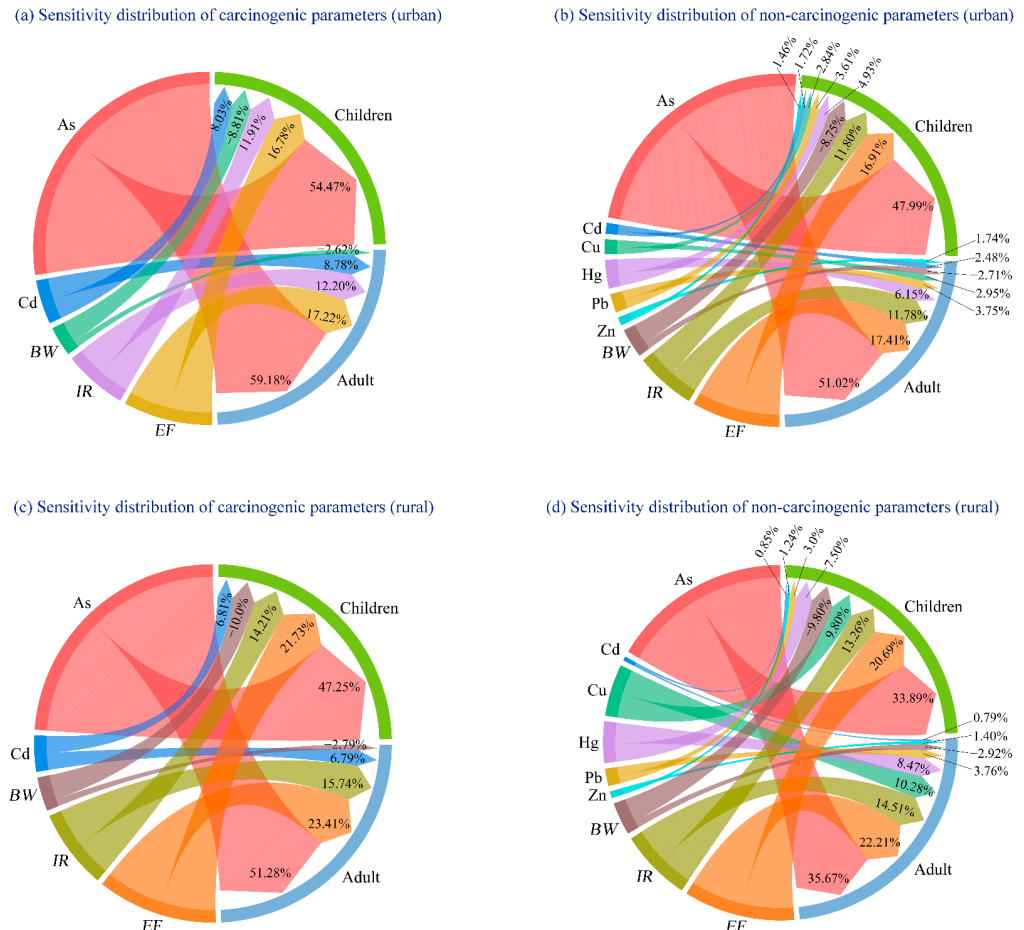 (a) Sensitivity distribution of carcinogenic parameters (urban)
As
Children
Cd
BW
IR
EF
Adult
8.03%
−8.81%
11.91%
16.78%
54.47%
−2.62%
8.78%
12.20%
17.22%
59.18%
(b) Sensitivity distribution of non-carcinogenic parameters (urban)
1.46%
1.72%
2.84%
3.61%
4.93%
As
Children
Cd
Cu
Hg
Pb
Zn
BW
IR
EF
Adult
−8.75%
11.80%
16.91%
47.99%
1.74%
2.48%
−2.71%
2.95%
3.75%
6.15%
11.78%
17.41%
51.02%
(c) Sensitivity distribution of carcinogenic parameters (rural)
As
Children
Cd
BW
IR
EF
Adult
6.81%
−10.0%
14.21%
21.73%
47.25%
−2.79%
6.79%
15.74%
23.41%
51.28%
(d) Sensitivity distribution of non-carcinogenic parameters (rural)
0.85%
1.24%
3.0%
7.50%
As
Children
Cd
Cu
Hg
Pb
Zn
BW
IR
EF
Adult
−9.80%
9.80%
13.26%
20.69%
33.89%
0.79%
1.40%
−2.92%
3.76%
8.47%
10.28%
14.51%
22.21%
35.67%